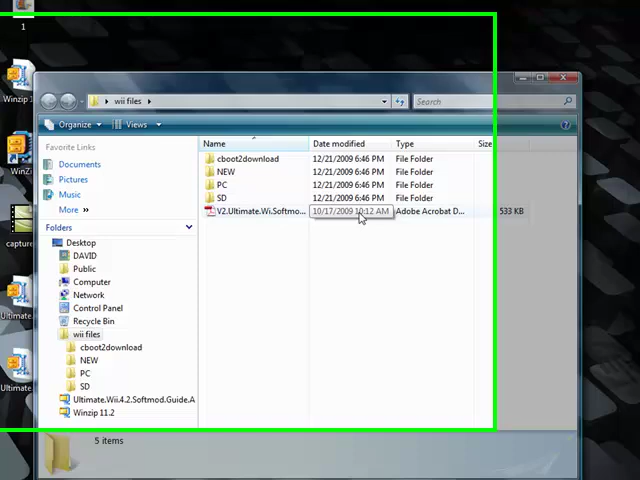 1
wii files
Search
Organize
Views
Favorite Links
Name
Date modified
Type
Size
Winzip 1
cboot2download
12/21/2009 6:46 PM
File Folder
Documents
NEW
12/21/2009 6:46 PM
File Folder
Pictures
PC
12/21/2009 6:46 PM
File Folder
Music
SD
12/21/2009 6:46 PM
File Folder
More »
V2.Ultimate.Wi.Softmo...
10/17/2009 10:12 AM
Adobe Acrobat D...
533 KB
WinZi
Folders
Desktop
capture
DAVID
Public
Computer
Network
Control Panel
Ultimate.
Recycle Bin
wii files
cboot2download
NEW
PC
SD
Ultimate.
Ultimate.Wii.4.2.Softmod.Guide.A
Winzip 11.2
5 items